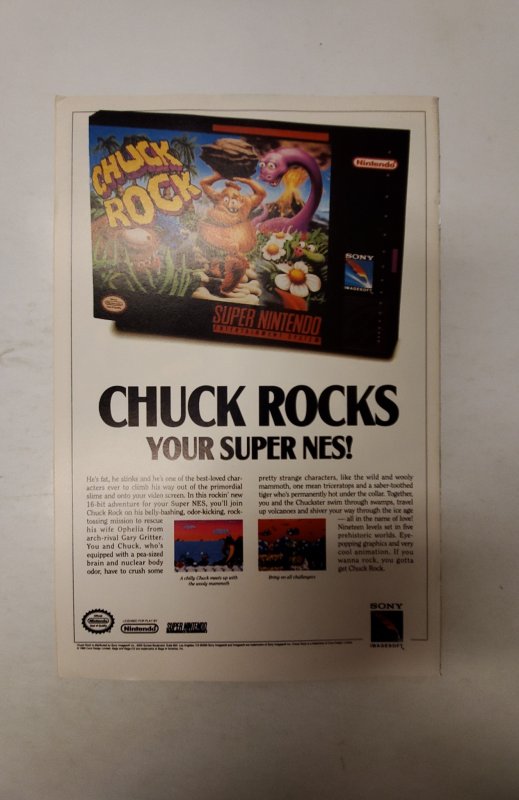 CHUCK
ROCK
Nintendo
SONY
IMAGESOFT
SUPER NINTENDO
ENTERTAINMENT SYSTEM
CHUCK ROCKS
YOUR SUPER NES!
He's fat, he stinks and he's one of the best-loved char-
acters ever to climb his way out of the primordial
slime and onto your video screen. In this rockin' new
16-bit adventure for your Super NES, you'll join
Chuck Rock on his belly-bashing, odor-kicking, rock-
tossing mission to rescue
his wife Ophelia from
arch-rival Gary Gritter.
You and Chuck, who's
equipped with a pea-sized
brain and nuclear body
odor, have to crush some
A chilly Chuck meets up with
the wooly mammoth
pretty strange characters, like the wild and wooly
mammoth, one mean triceratops and a saber-toothed
tiger who's permanently hot under the collar. Together,
you and the Chuckster swim through swamps, travel
up volcanoes and shiver your way through the ice age
— all in the name of love!
Nineteen levels set in five
prehistoric worlds. Eye-
popping graphics and very
cool animation. If you
wanna rock, you gotta
get Chuck Rock.
Bring on all challengers
Nintendo
LICENSED FOR PLAY BY
Nintendo
SUPER NINTENDO
SONY
IMAGESOFT